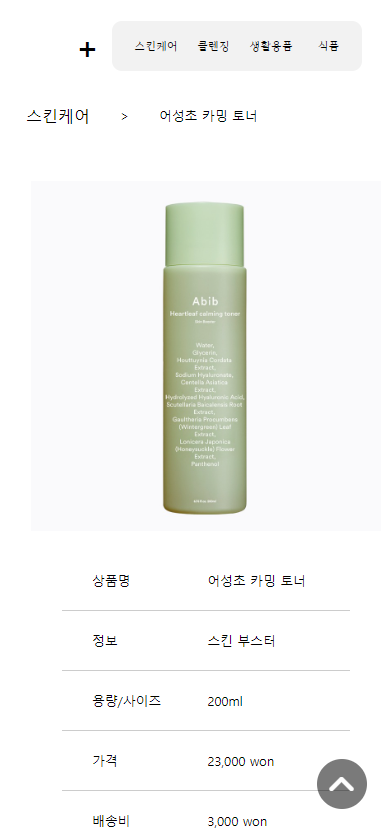 +
스킨케어 클렌징 생활용품 식품
스킨케어 > 어성초 카밍 토너
Abib
Heartleaf calming toner
Skin Booster
Water,
Glycerin,
Houttuynia Cordata
Extract,
Sodium Hyaluronate,
Centella Asiatica
Extract,
Hydrolyzed Hyaluronic Acid,
Scutellaria Baicalensis Root
Extract,
Gaultheria Procumbens
(Wintergreen) Leaf
Extract,
Lonicera Japonica
(Honeysuckle) Flower
Extract,
Panthenol
상품명 어성초 카밍 토너
정보 스킨 부스터
용량/사이즈 200ml
가격 23,000 won
배송비 3,000 won